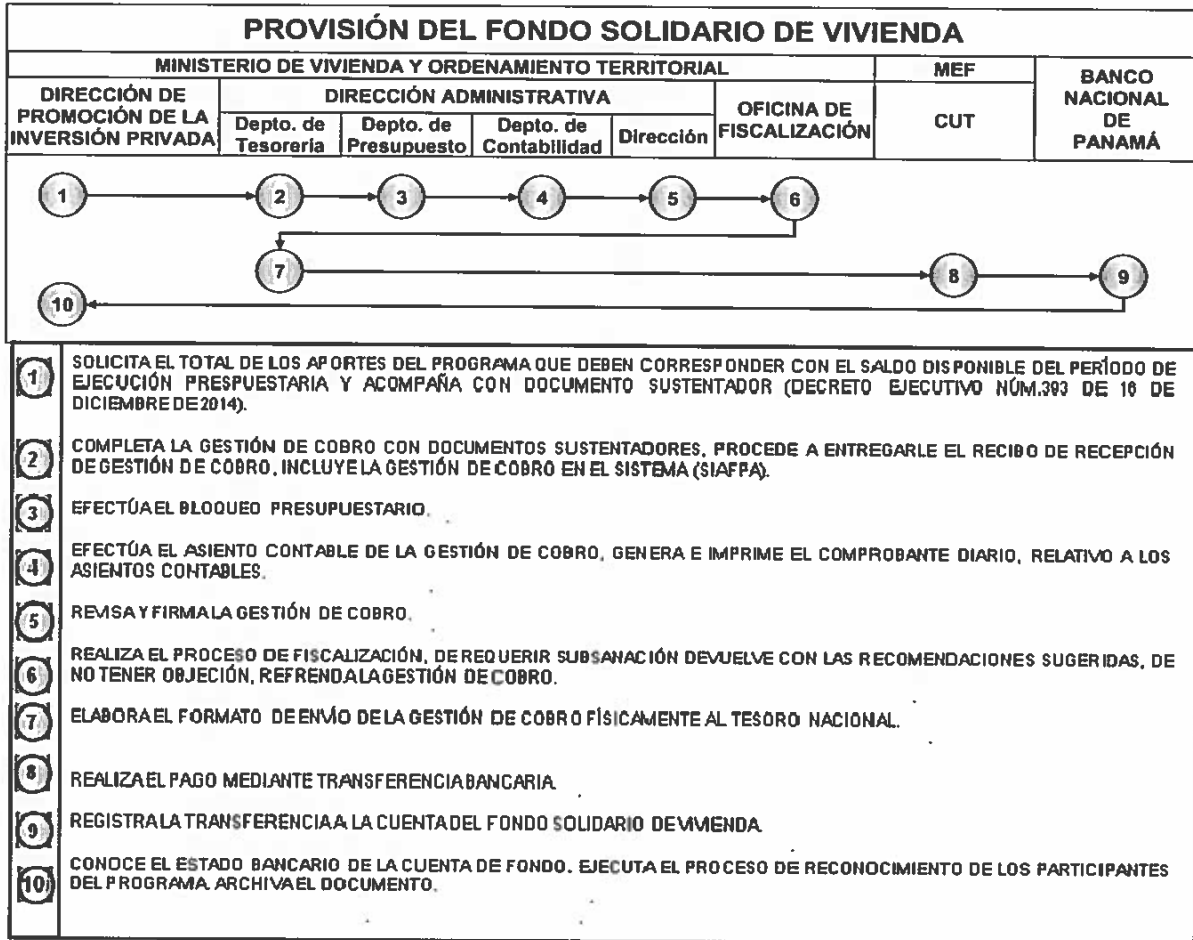 PROVISIÓN DEL FONDO SOLIDARIO DE VIVIENDA
MINISTERIO DE VIVIENDA Y ORDENAMIENTO TERRITORIAL
MEF
BANCO
NACIONAL
DE
PANAMÁ
DIRECCIÓN DE
PROMOCIÓN DE LA
INVERSIÓN PRIVADA
DIRECCIÓN ADMINISTRATIVA
OFICINA DE
FISCALIZACIÓN
CUT
Depto. de
Tesorería
Depto. de
Presupuesto
Depto. de
Contabilidad
Dirección
1
2
3
4
5
6
7
8
9
10
1
SOLICITA EL TOTAL DE LOS APORTES DEL PROGRAMA QUE DEBEN CORRESPONDER CON EL SALDO DISPONIBLE DEL PERÍODO DE
EJECUCIÓN PRESPUESTARIA Y ACOMPAÑA CON DOCUMENTO SUSTENTADOR (DECRETO EJECUTIVO NÚM.393 DE 16 DE
DICIEMBRE DE 2014).
2
COMPLETA LA GESTIÓN DE COBRO CON DOCUMENTOS SUSTENTADORES, PROCEDE A ENTREGARLE EL RECIBO DE RECEPCIÓN
DE GESTIÓN DE COBRO, INCLUYE LA GESTIÓN DE COBRO EN EL SISTEMA (SIAFPA).
3
EFECTÚA EL BLOQUEO PRESUPUESTARIO.
4
EFECTÚA EL ASIENTO CONTABLE DE LA GESTIÓN DE COBRO, GENERA E IMPRIME EL COMPROBANTE DIARIO, RELATIVO A LOS
ASIENTOS CONTABLES.
5
REVISA Y FIRMA LA GESTIÓN DE COBRO.
6
REALIZA EL PROCESO DE FISCALIZACIÓN, DE REQUERIR SUBSANACIÓN DEVUELVE CON LAS RECOMENDACIONES SUGERIDAS, DE
NO TENER OBJECIÓN, REFRENDA LA GESTIÓN DE COBRO.
7
ELABORA EL FORMATO DE ENVÍO DE LA GESTIÓN DE COBRO FÍSICAMENTE AL TESORO NACIONAL.
8
REALIZA EL PAGO MEDIANTE TRANSFERENCIA BANCARIA.
9
REGISTRA LA TRANSFERENCIA A LA CUENTA DEL FONDO SOLIDARIO DE VIVIENDA.
10
CONOCE EL ESTADO BANCARIO DE LA CUENTA DE FONDO. EJECUTA EL PROCESO DE RECONOCIMIENTO DE LOS PARTICIPANTES
DEL PROGRAMA. ARCHIVA EL DOCUMENTO.